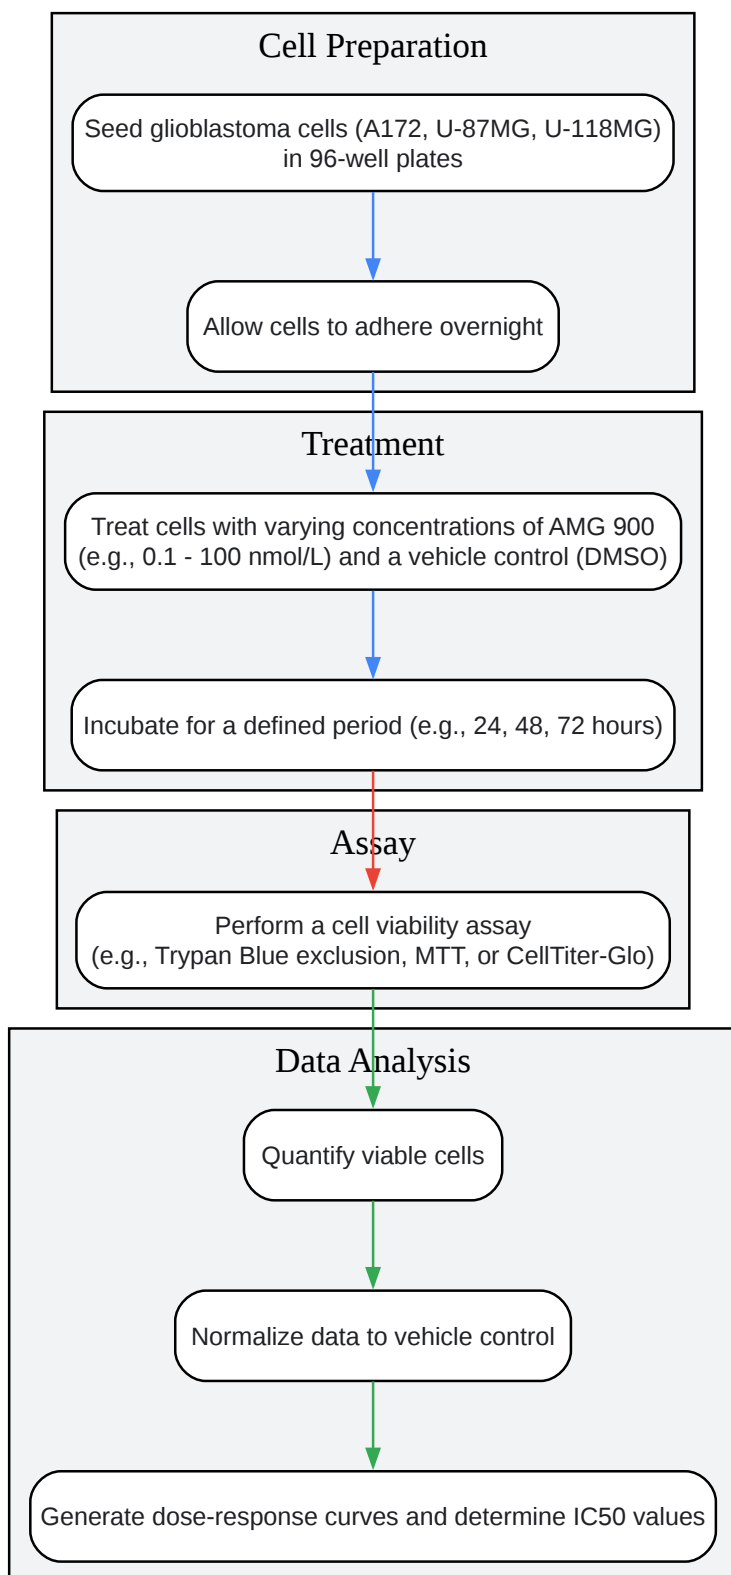 Cell Preparation
Seed glioblastoma cells (A172, U-87MG, U-118MG)
in 96-well plates
Allow cells to adhere overnight
Treatment
Treat cells with varying concentrations of AMG 900
(e.g., 0.1 - 100 nmol/L) and a vehicle control (DMSO)
Incubate for a defined period (e.g., 24, 48, 72 hours)
Assay
Perform a cell viability assay
(e.g., Trypan Blue exclusion, MTT, or CellTiter-Glo)
Data Analysis
Quantify viable cells
Normalize data to vehicle control
Generate dose-response curves and determine IC50 values